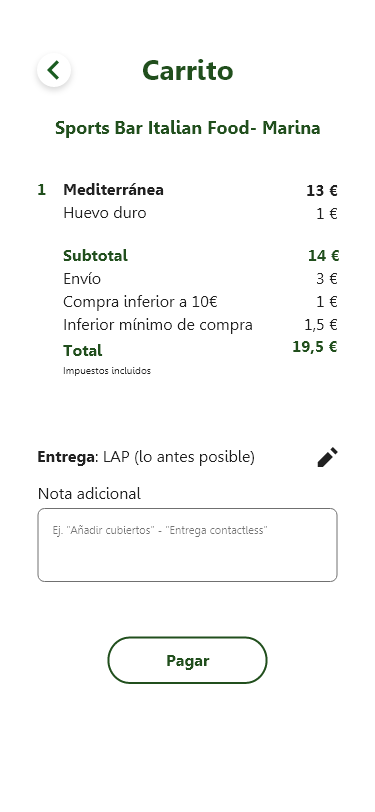 Carrito
Sports Bar Italian Food- Marina
1 Mediterránea 13 €
Huevo duro 1 €
Subtotal 14 €
Envío 3 €
Compra inferior a 10€ 1 €
Inferior mínimo de compra 1,5 €
Total 19,5 €
Impuestos incluidos
Entrega: LAP (lo antes posible)
Nota adicional
Ej. "Añadir cubiertos" - "Entrega contactless"
Pagar